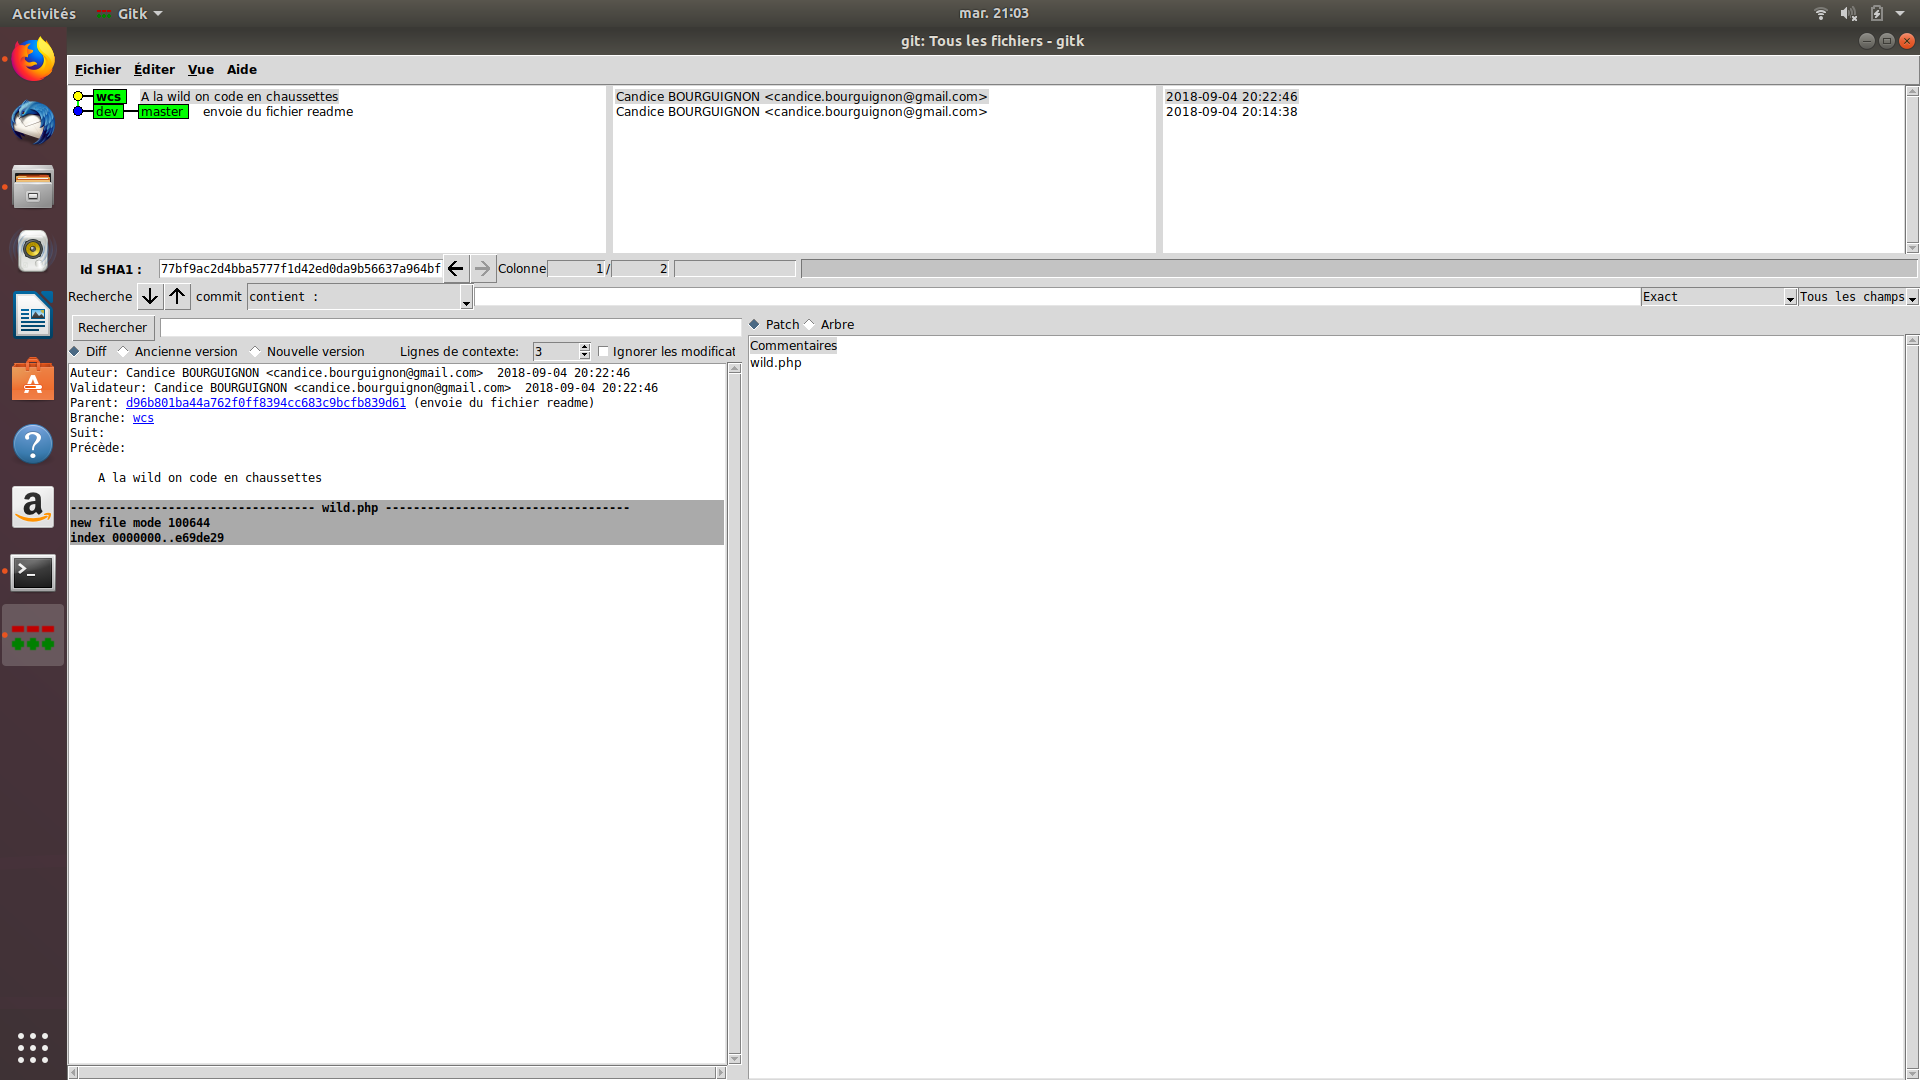 Activités Gitk mar. 21:03
git: Tous les fichiers - gitk
Fichier Éditer Vue Aide
wcs A la wild on code en chaussettes Candice BOURGUIGNON <candice.bourguignon@gmail.com> 2018-09-04 20:22:46
dev master envoie du fichier readme Candice BOURGUIGNON <candice.bourguignon@gmail.com> 2018-09-04 20:14:38
Id SHA1 : 77bf9ac2d4bba5777f1d42ed0da9b56637a964bf Colonne 1 / 2
Recherche commit contient : Exact Tous les champs
Rechercher
Patch Arbre
Diff Ancienne version Nouvelle version Lignes de contexte: 3 Ignorer les modificat
Commentaires
wild.php
Auteur: Candice BOURGUIGNON <candice.bourguignon@gmail.com> 2018-09-04 20:22:46
Validateur: Candice BOURGUIGNON <candice.bourguignon@gmail.com> 2018-09-04 20:22:46
Parent: d96b801ba44a762f0ff8394cc683c9bcfb839d61 (envoie du fichier readme)
Branche: wcs
Suit:
Précède:
A la wild on code en chaussettes
----------------------------------- wild.php -----------------------------------
new file mode 100644
index 0000000..e69de29